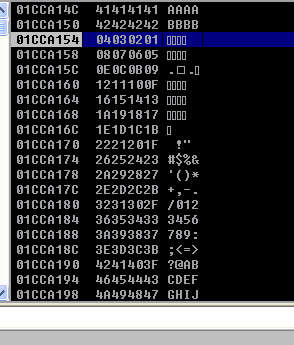 01CCA14C 41414141 AAAA
01CCA150 42424242 BBBB
01CCA154 04030201 □□□□
01CCA158 08070605 □□□□
01CCA15C 0E0C0B09 .□.□
01CCA160 1211100F □□□□
01CCA164 16151413 □□□□
01CCA168 1A191817 □□□□
01CCA16C 1E1D1C1B □
01CCA170 2221201F !"
01CCA174 26252423 #$%&
01CCA178 2A292827 '()*
01CCA17C 2E2D2C2B +,-.
01CCA180 3231302F /012
01CCA184 36353433 3456
01CCA188 3A393837 789:
01CCA18C 3E3D3C3B ;<=>
01CCA190 4241403F ?@AB
01CCA194 46454443 CDEF
01CCA198 4A494847 GHIJ